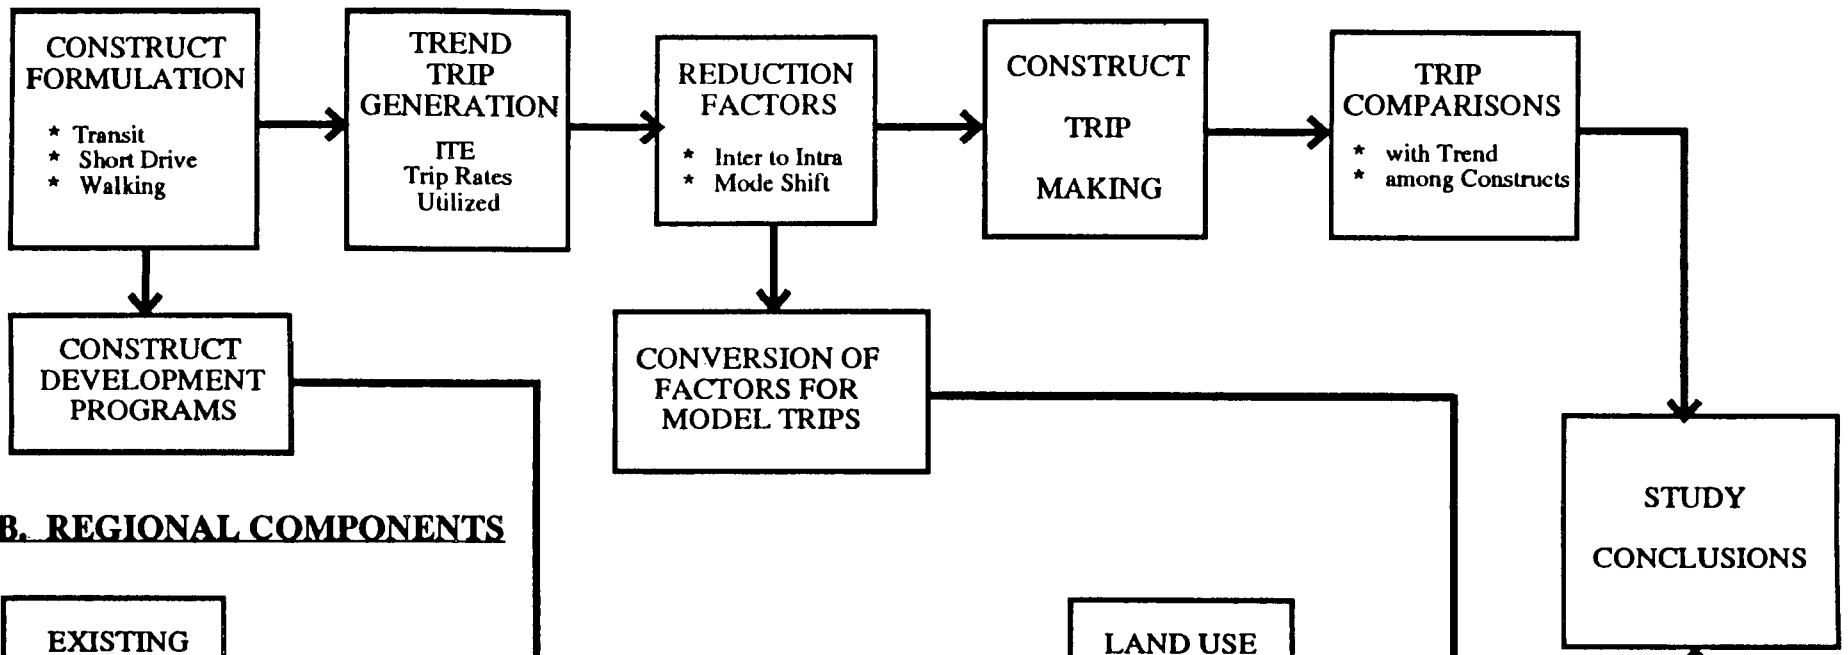 CONSTRUCT
FORMULATION
* Transit
* Short Drive
* Walking
TREND
TRIP
GENERATION
ITE
Trip Rates
Utilized
REDUCTION
FACTORS
* Inter to Intra
* Mode Shift
CONSTRUCT
TRIP
MAKING
TRIP
COMPARISONS
* with Trend
* among Constructs
CONSTRUCT
DEVELOPMENT
PROGRAMS
CONVERSION OF
FACTORS FOR
MODEL TRIPS
STUDY
CONCLUSIONS
B. REGIONAL COMPONENTS
EXISTING
LAND USE